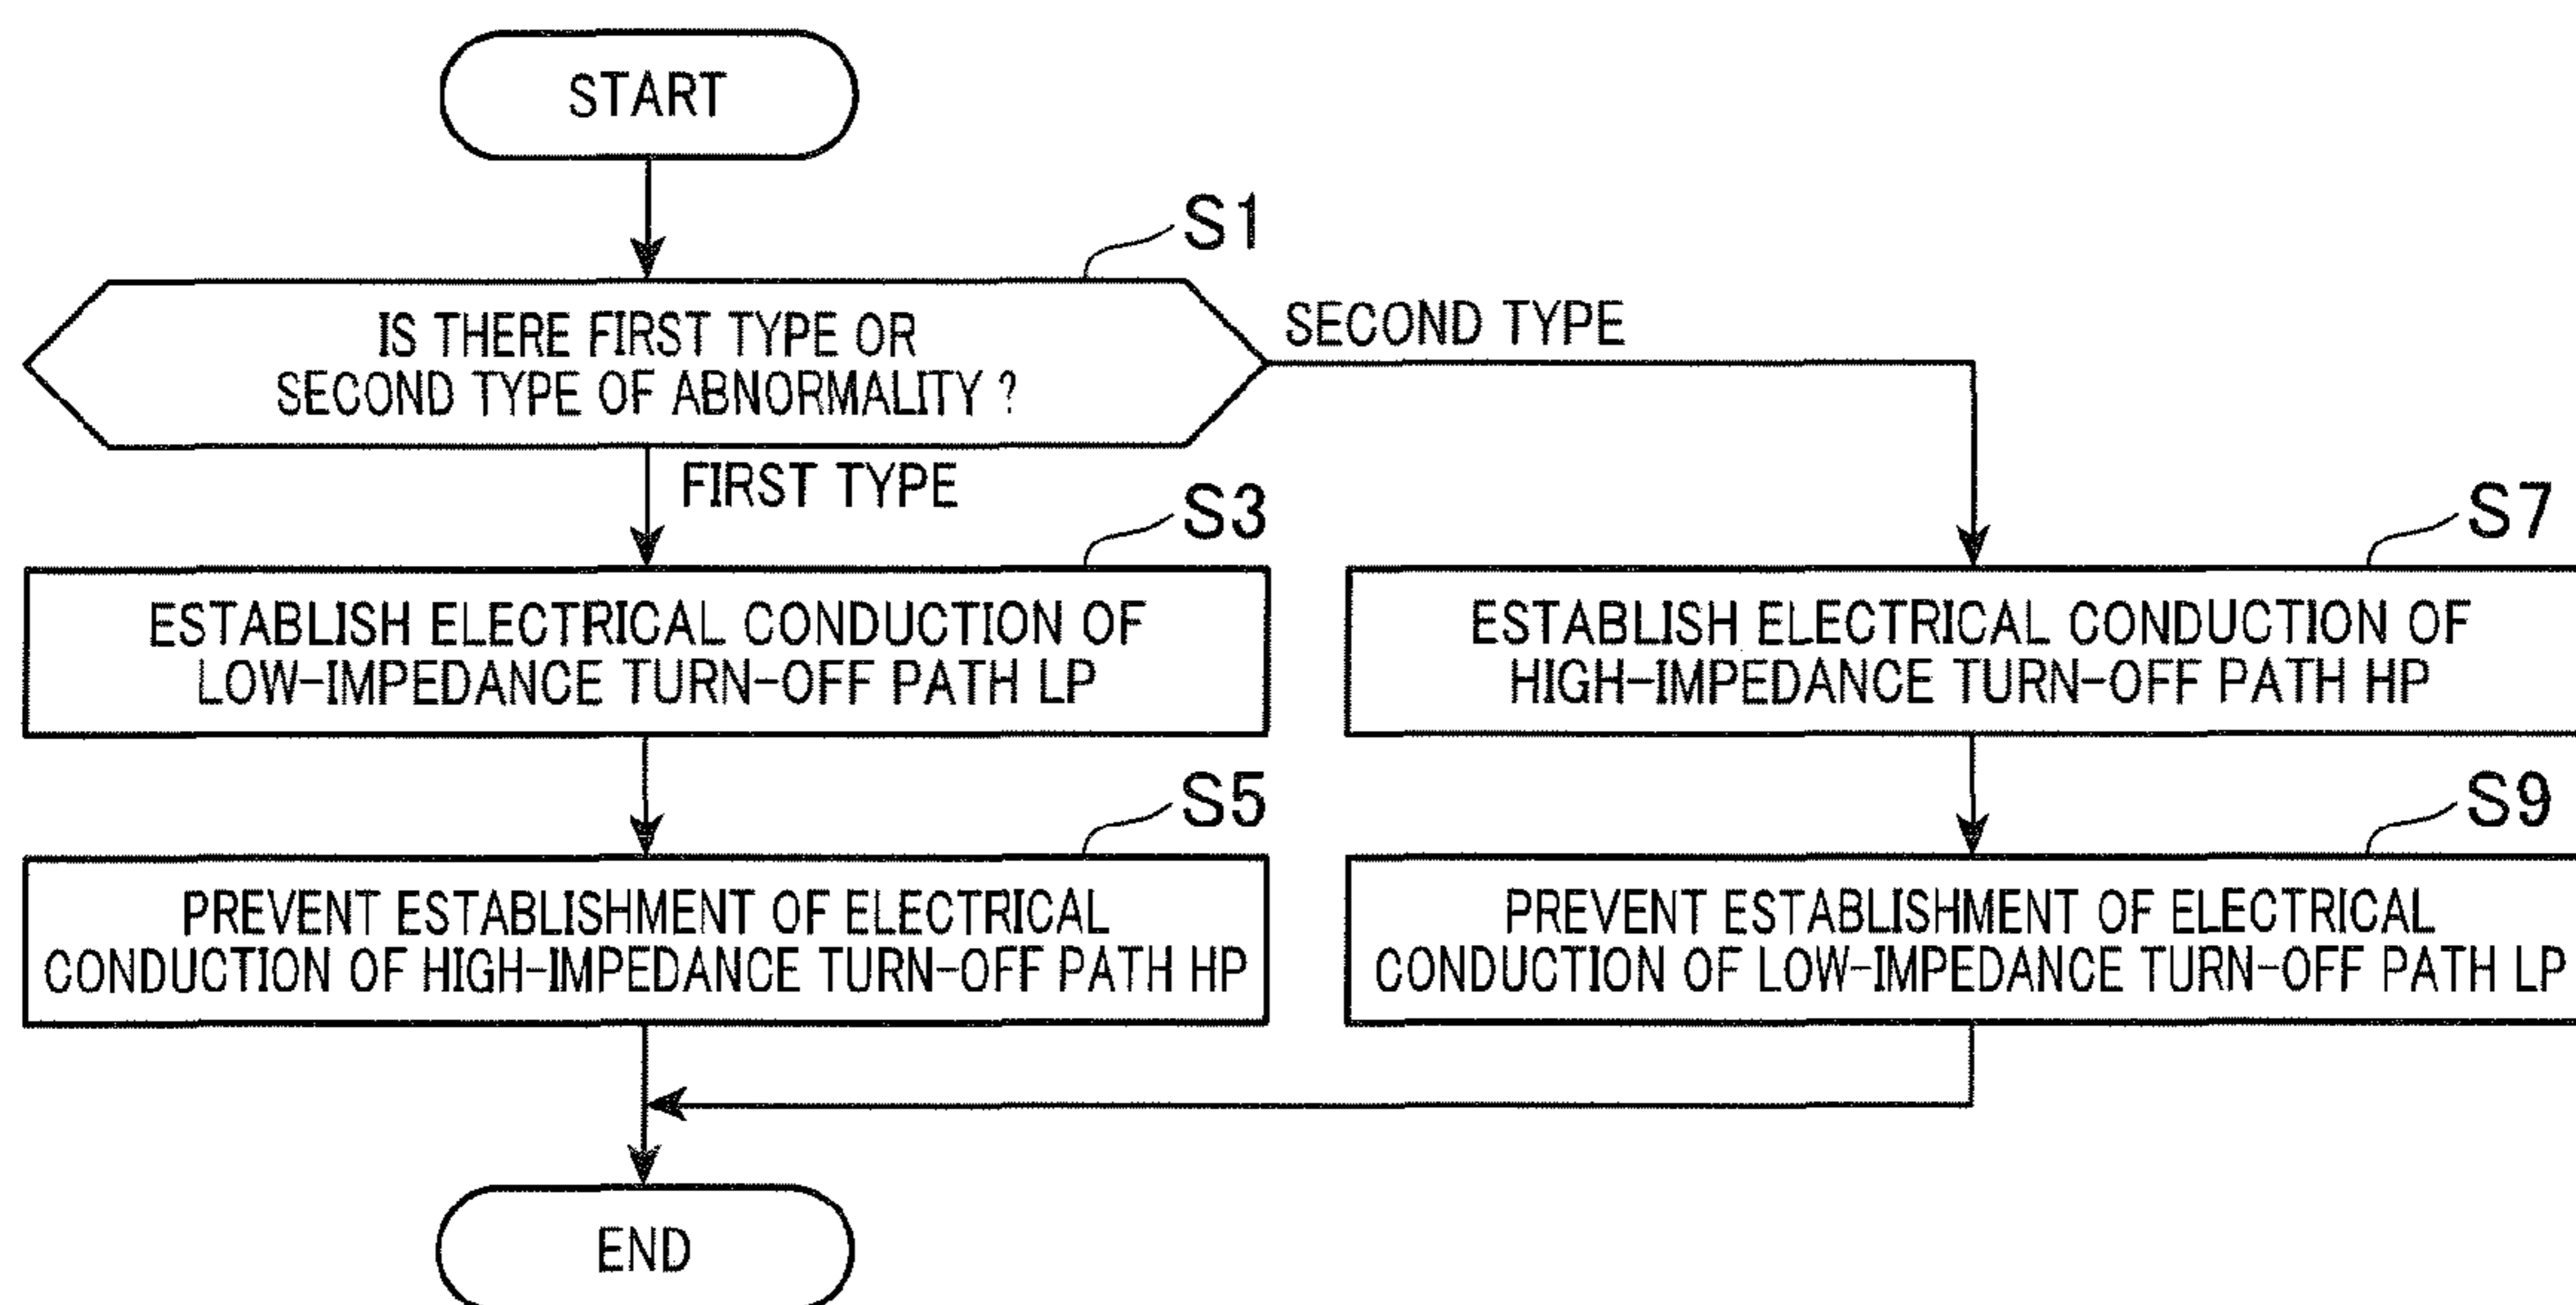 START
S1
IS THERE FIRST TYPE OR
SECOND TYPE OF ABNORMALITY ?
SECOND TYPE
FIRST TYPE
S3
ESTABLISH ELECTRICAL CONDUCTION OF
LOW-IMPEDANCE TURN-OFF PATH LP
S7
ESTABLISH ELECTRICAL CONDUCTION OF
HIGH-IMPEDANCE TURN-OFF PATH HP
S5
PREVENT ESTABLISHMENT OF ELECTRICAL
CONDUCTION OF HIGH-IMPEDANCE TURN-OFF PATH HP
S9
PREVENT ESTABLISHMENT OF ELECTRICAL
CONDUCTION OF LOW-IMPEDANCE TURN-OFF PATH LP
END